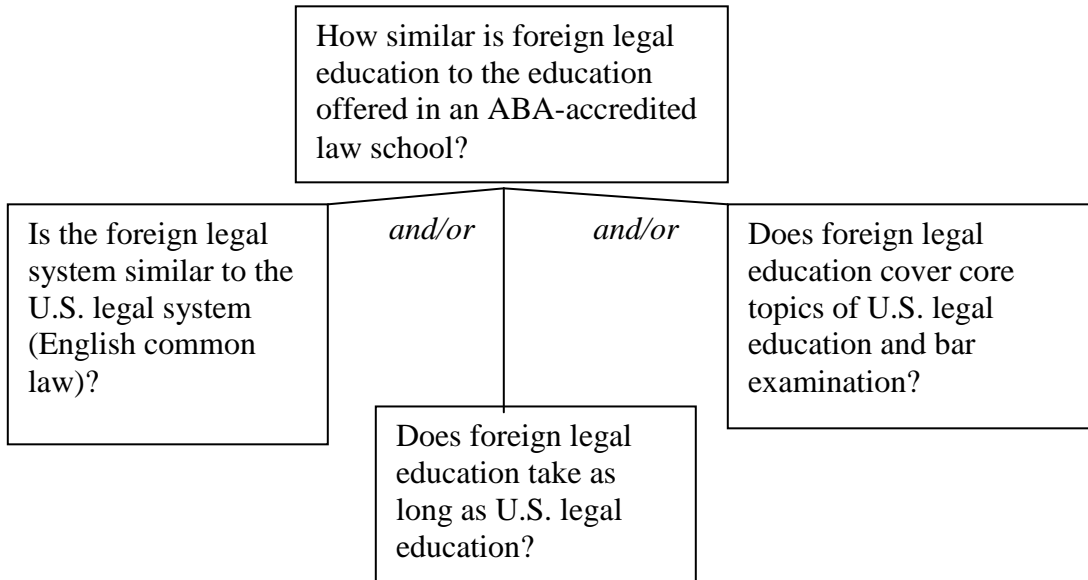 How similar is foreign legal
education to the education
offered in an ABA-accredited
law school?
Is the foreign legal
system similar to the
U.S. legal system
(English common
law)?
and/or
and/or
Does foreign legal
education cover core
topics of U.S. legal
education and bar
examination?
Does foreign legal
education take as
long as U.S. legal
education?